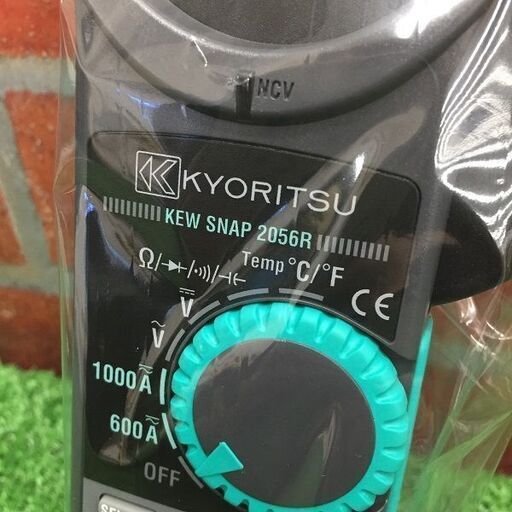 NCV
KYORITSU
KEW SNAP 2056R
Temp °C/°F
Ω/➔|/·)))/⊣⊢
CE
V
V
1000A
600A
OFF